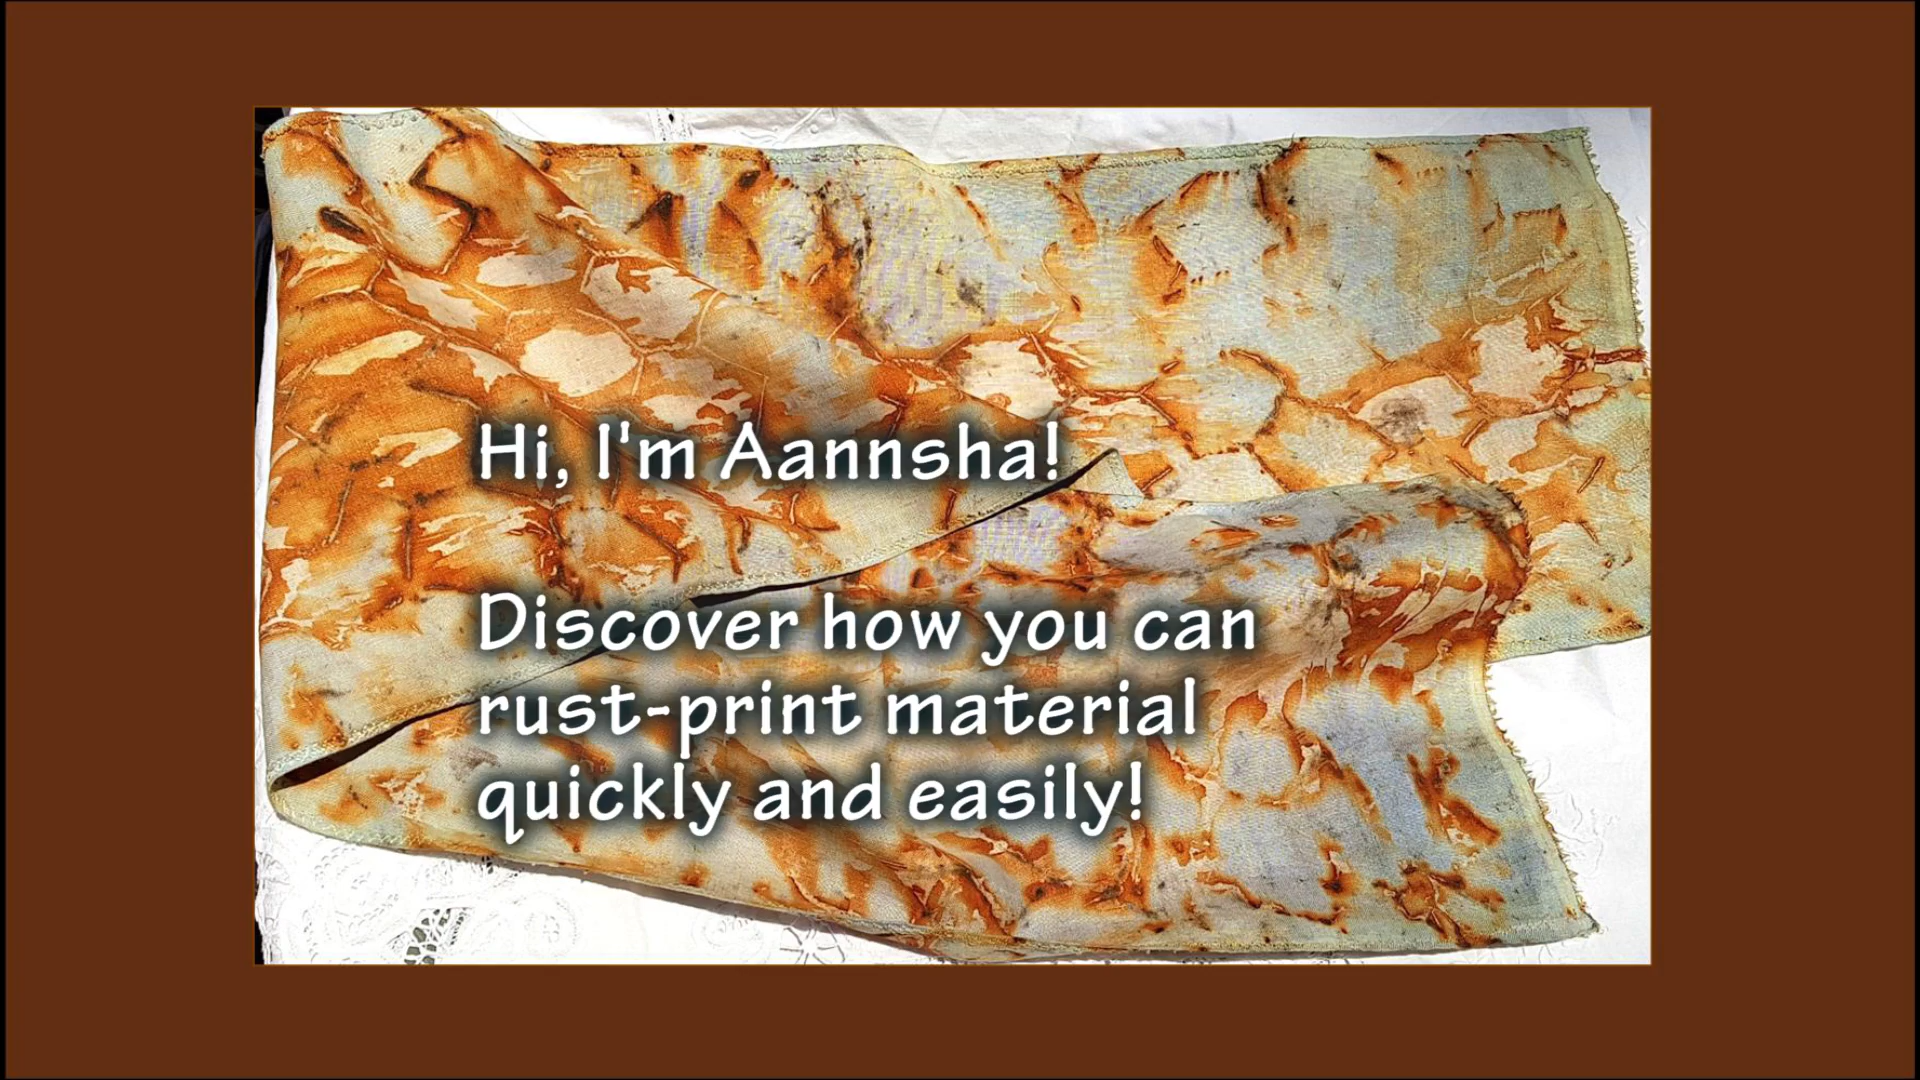 Hi, I'm Aannsha!
Discover how you can
rust-print material
quickly and easily!